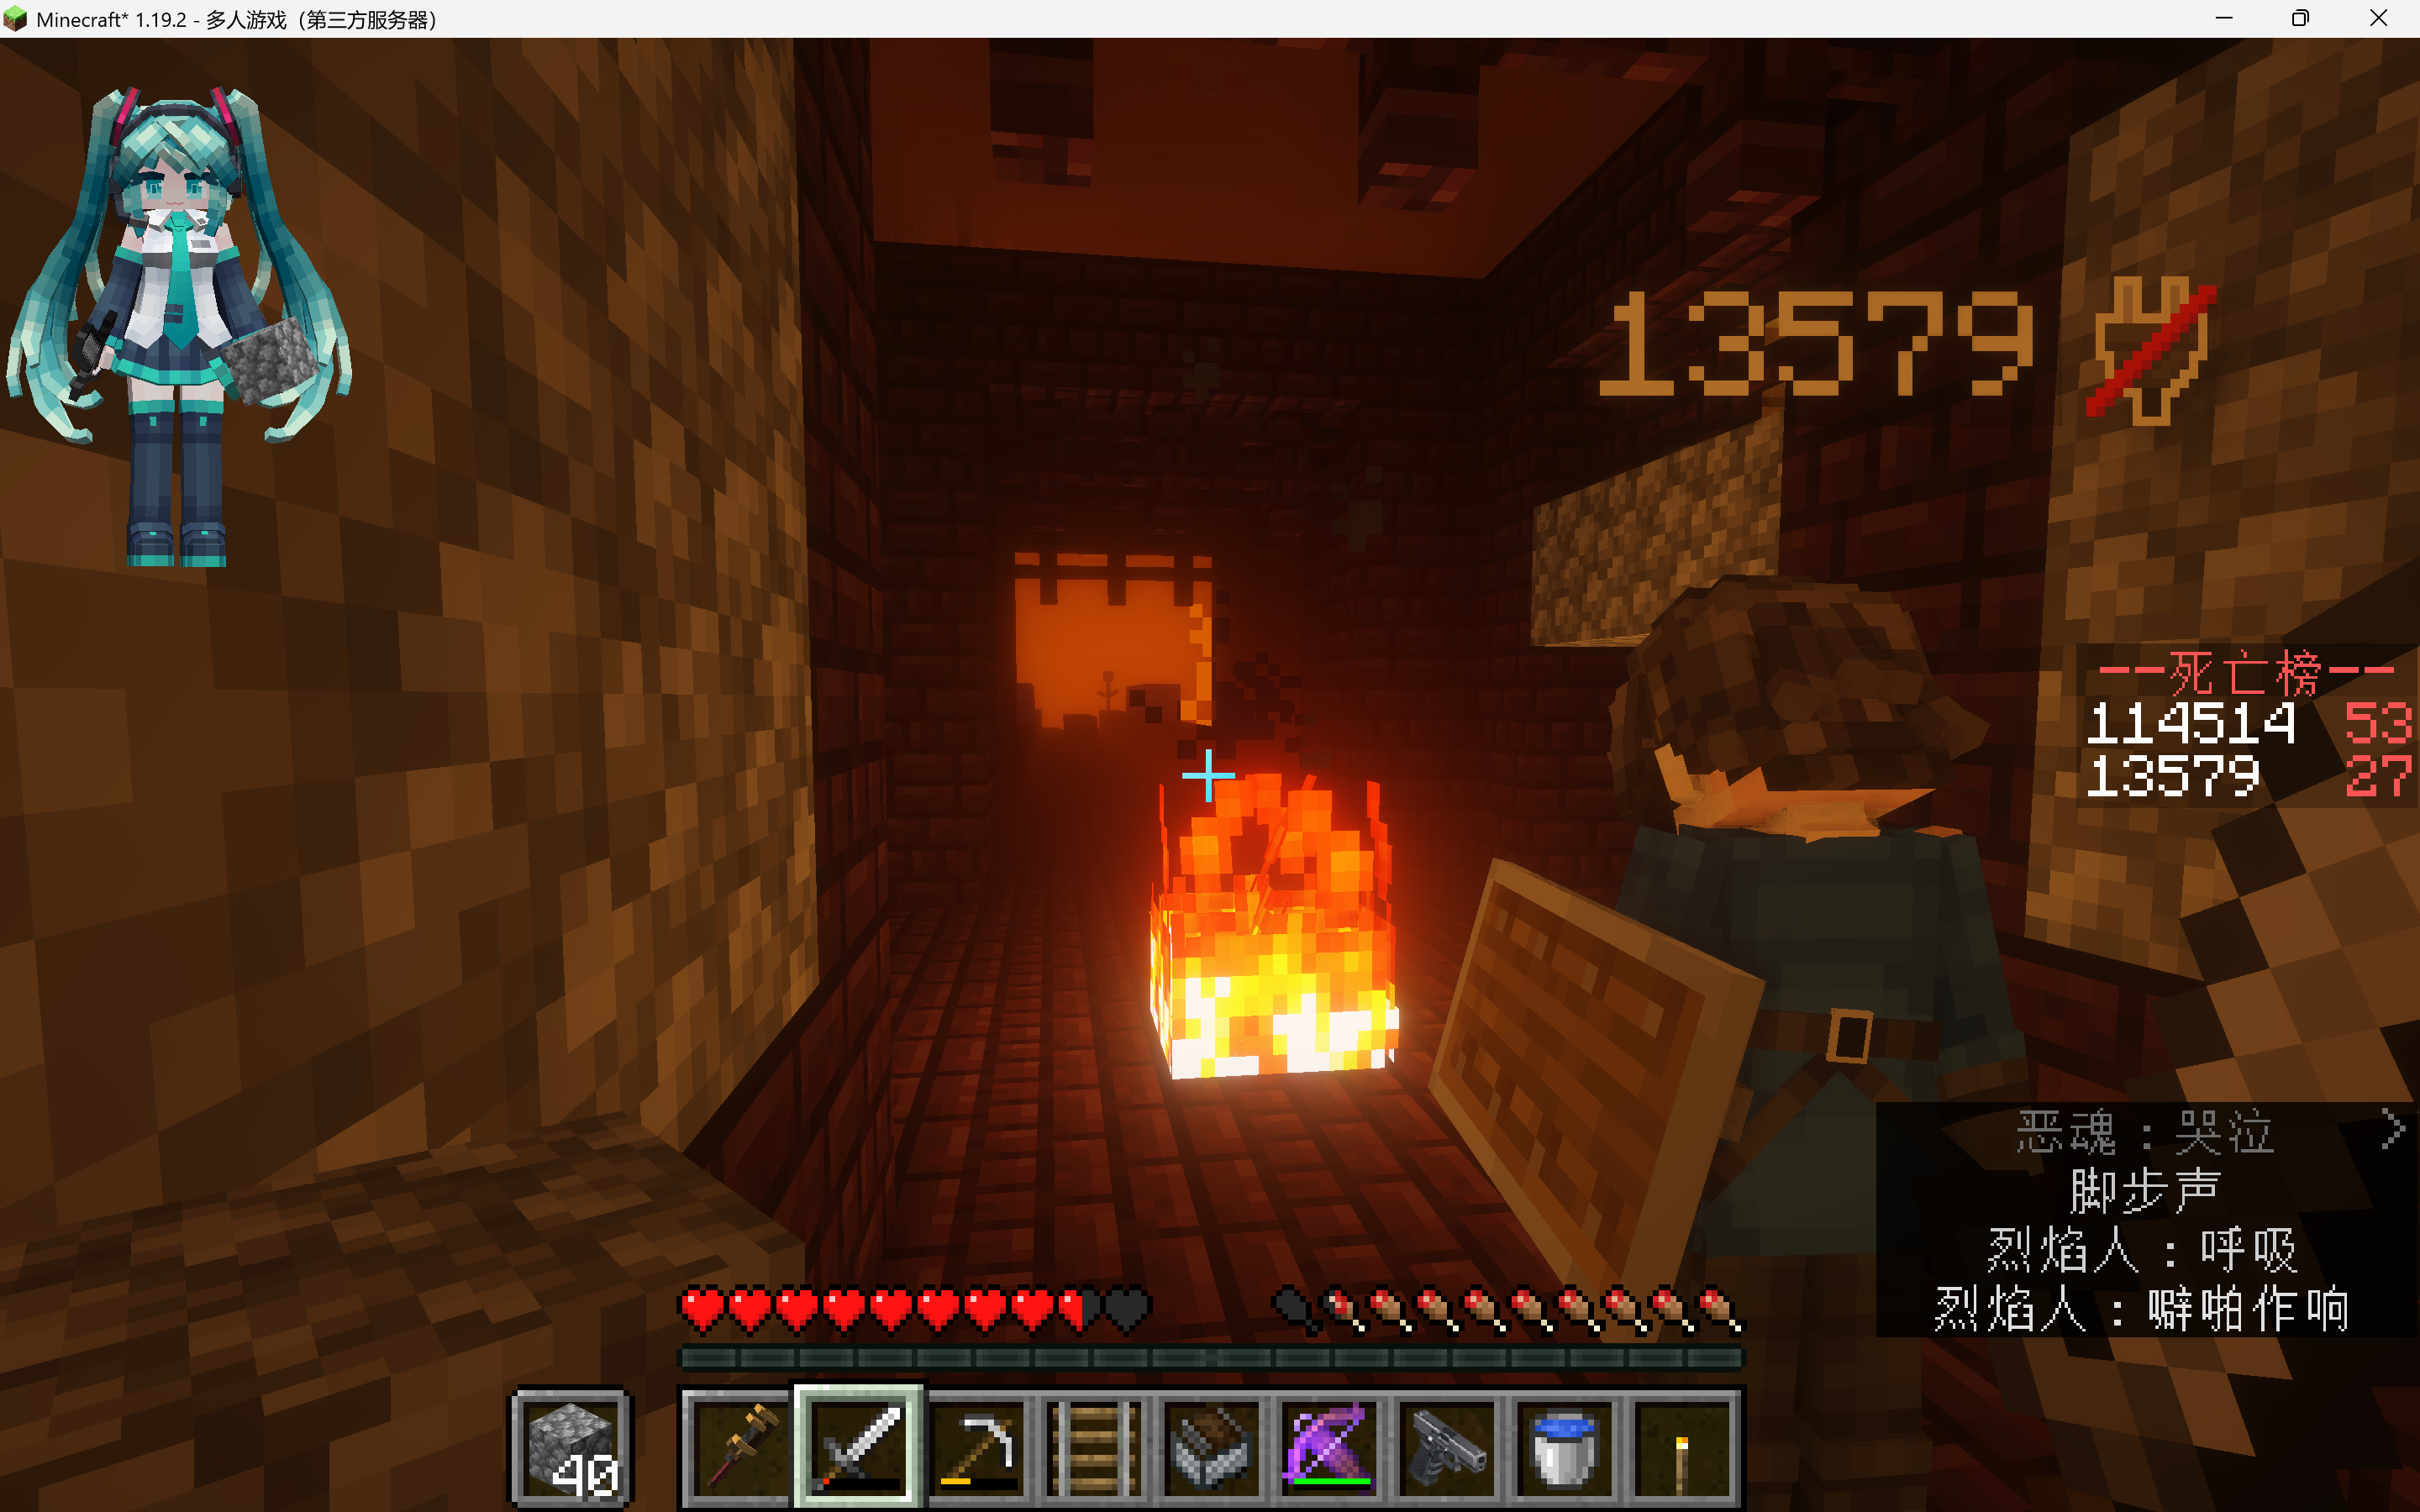 Minecraft* 1.19.2 - 多人游戏（第三方服务器）
13579
--死亡榜--
114514 53
13579 27
恶魂：哭泣 >
脚步声
烈焰人：呼吸
烈焰人：噼啪作响
40